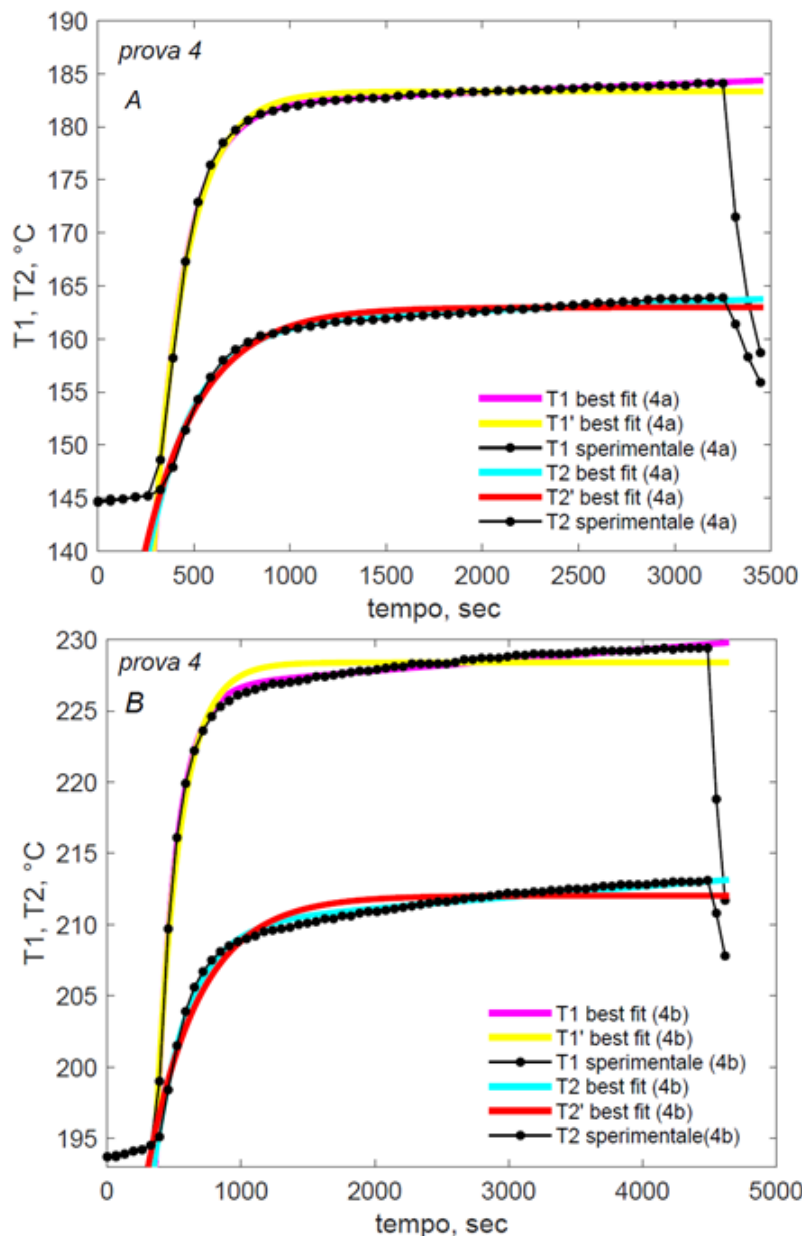 prova 4
A
190
185
180
175
170
165
160
155
150
145
140
T1, T2, °C
T1 best fit (4a)
T1' best fit (4a)
T1 sperimentale (4a)
T2 best fit (4a)
T2' best fit (4a)
T2 sperimentale (4a)
0 500 1000 1500 2000 2500 3000 3500
tempo, sec
prova 4
B
230
225
220
215
210
205
200
195
T1, T2, °C
T1 best fit (4b)
T1' best fit (4b)
T1 sperimentale (4b)
T2 best fit (4b)
T2' best fit (4b)
T2 sperimentale(4b)
0 1000 2000 3000 4000 5000
tempo, sec